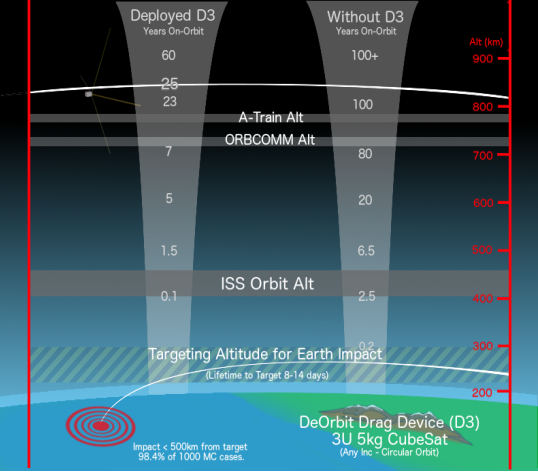 Deployed D3
Years On-Orbit
Without D3
Years On-Orbit
Alt (km)
60
100+
900
25
23
100
800
A-Train Alt
ORBCOMM Alt
7
80
700
5
20
600
1.5
6.5
500
ISS Orbit Alt
0.1
2.5
400
0.2
300
Targeting Altitude for Earth Impact
(Lifetime to Target 8-14 days)
200
DeOrbit Drag Device (D3)
3U 5kg CubeSat
(Any Inc - Circular Orbit)
Impact < 500km from target
98.4% of 1000 MC cases.